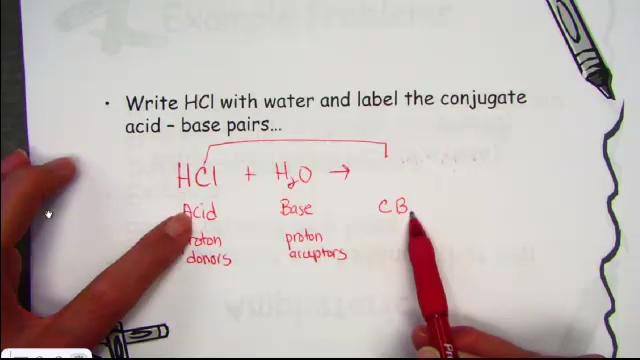 • Write HCl with water and label the conjugate
acid – base pairs…
HCl + H₂O →
Acid Base CB
proton proton
donors acceptors